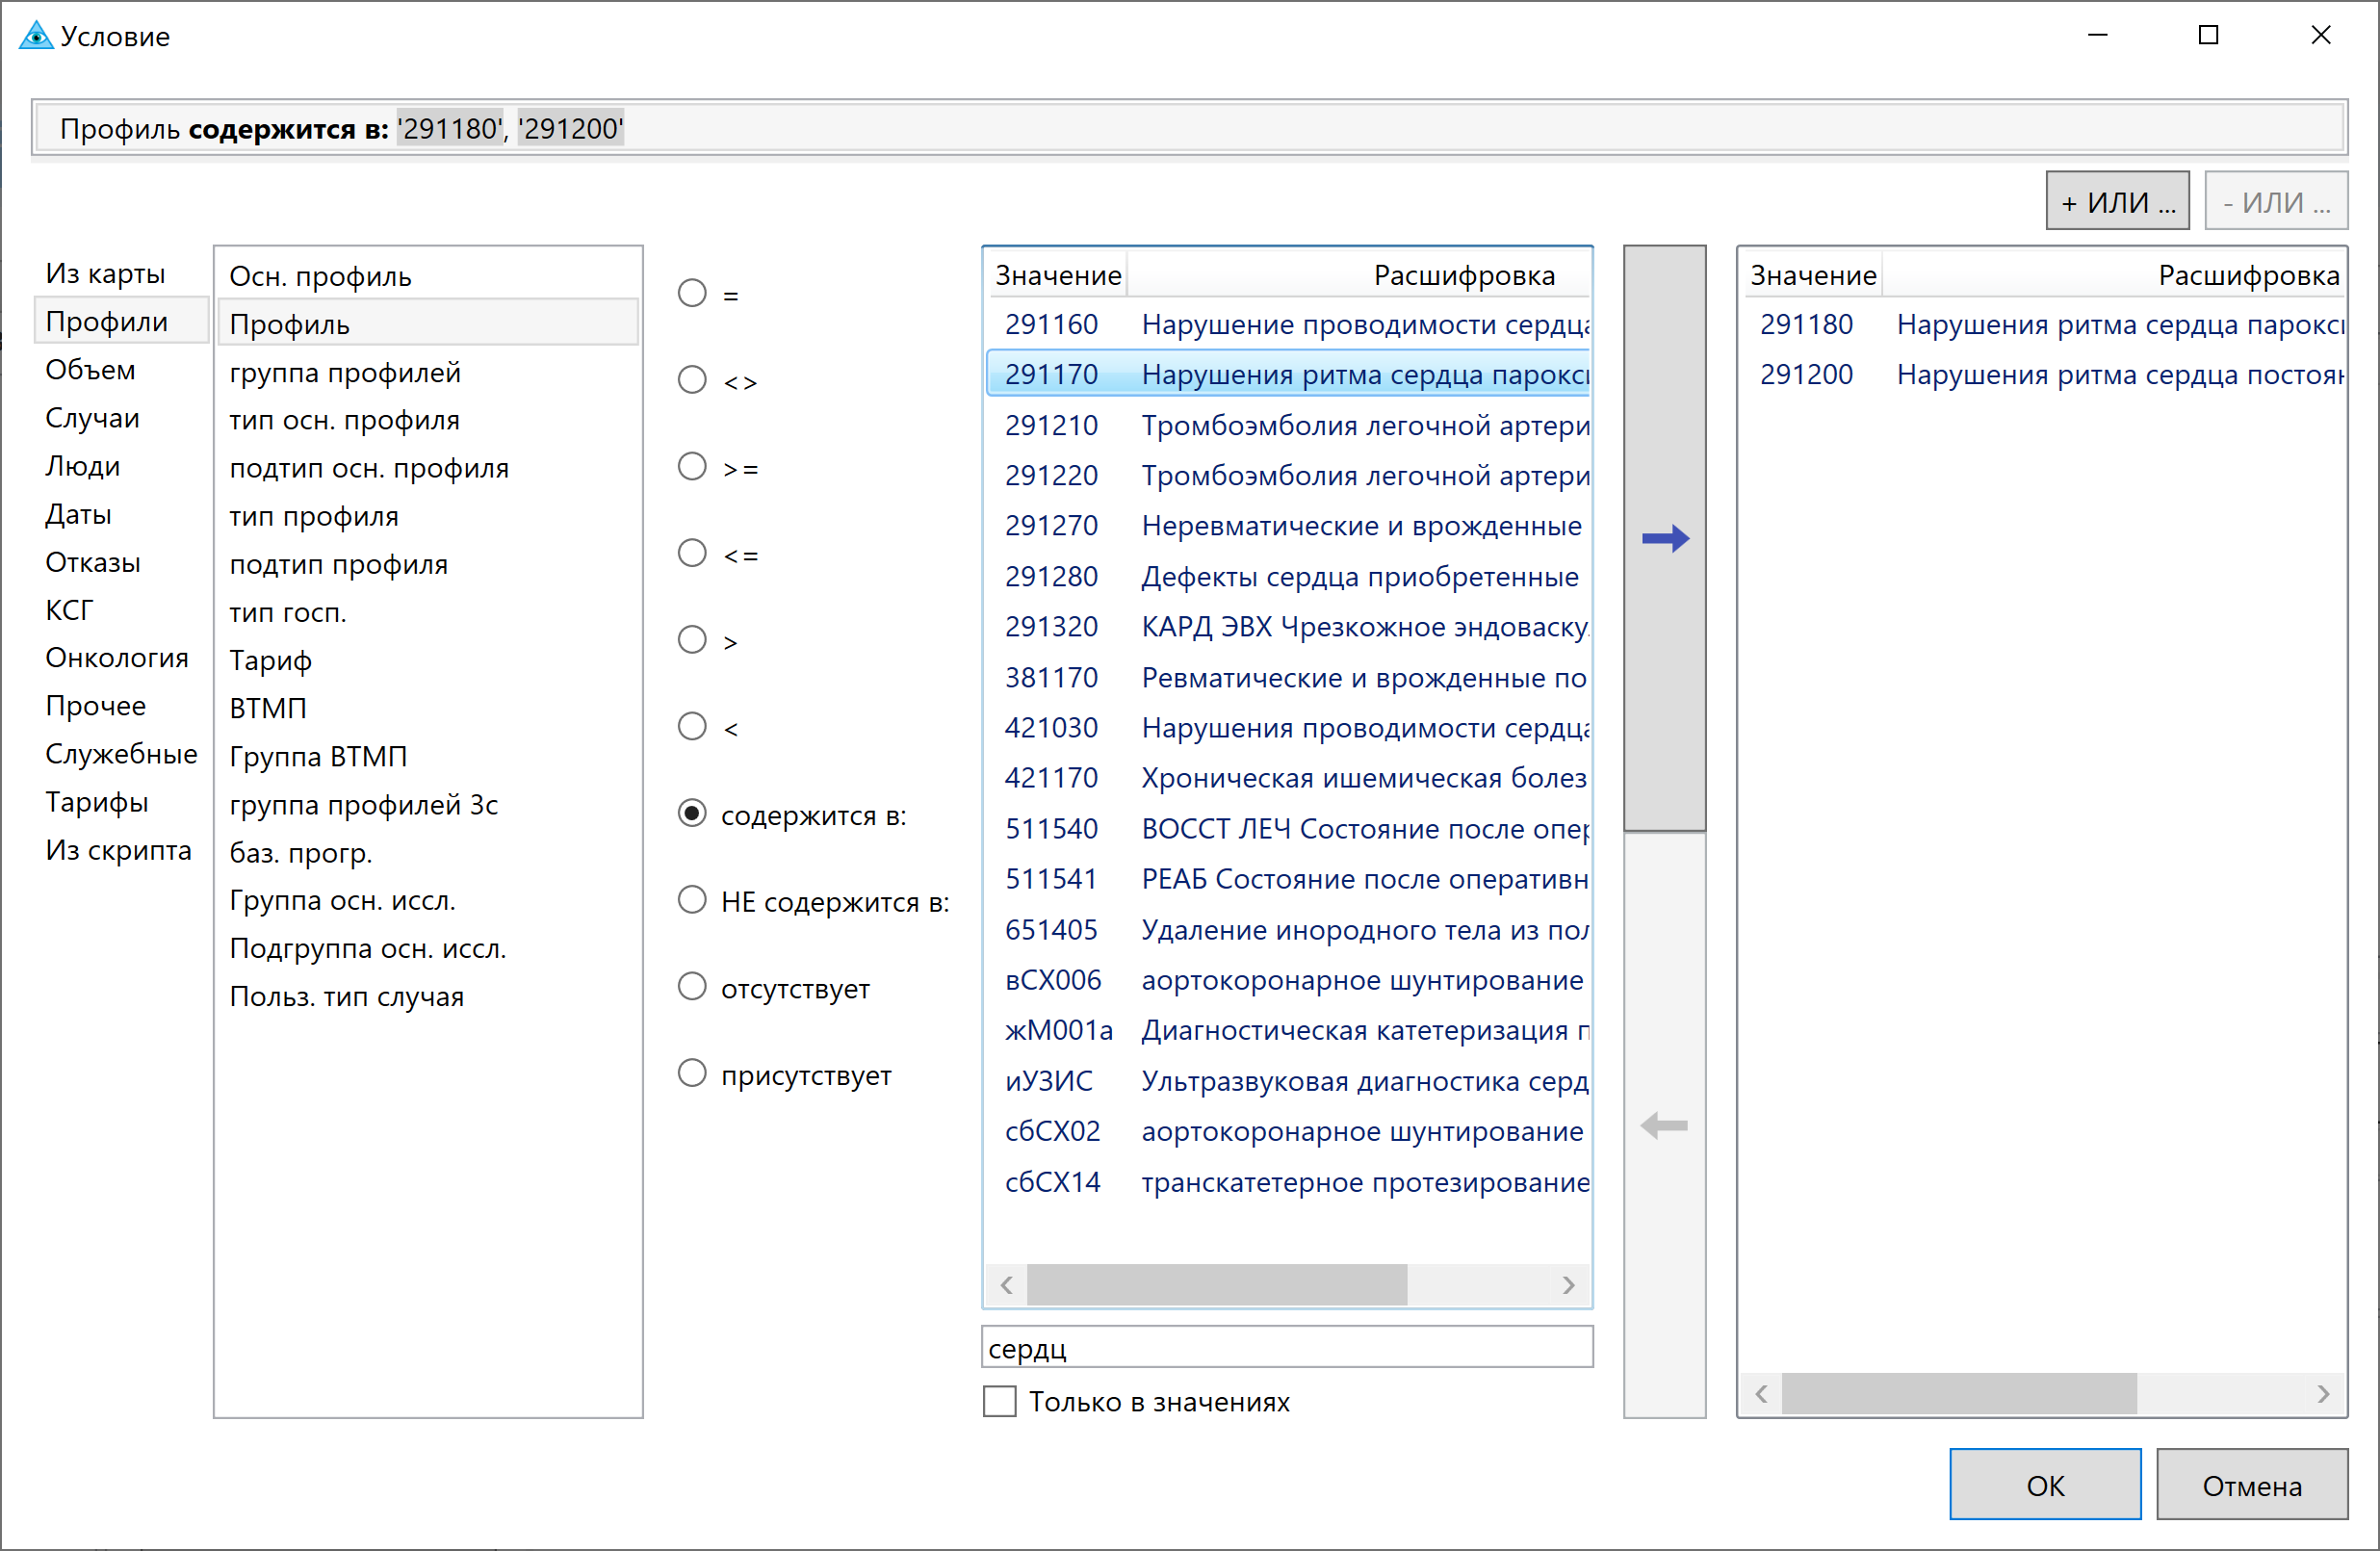 Условие
Профиль содержится в: '291180', '291200'
+ ИЛИ ...
- ИЛИ ...
Из карты
Профили
Объем
Случаи
Люди
Даты
Отказы
КСГ
Онкология
Прочее
Служебные
Тарифы
Из скрипта
Осн. профиль
Профиль
группа профилей
тип осн. профиля
подтип осн. профиля
тип профиля
подтип профиля
тип госп.
Тариф
ВТМП
Группа ВТМП
группа профилей 3с
баз. прогр.
Группа осн. иссл.
Подгруппа осн. иссл.
Польз. тип случая
=
<>
>=
<=
>
<
содержится в:
НЕ содержится в:
отсутствует
присутствует
Значение Расшифровка
291160 Нарушение проводимости сердца
291170 Нарушения ритма сердца парокси
291210 Тромбоэмболия легочной артери
291220 Тромбоэмболия легочной артери
291270 Неревматические и врожденные
291280 Дефекты сердца приобретенные
291320 КАРД ЭВХ Чрезкожное эндоваску
381170 Ревматические и врожденные по
421030 Нарушения проводимости сердца
421170 Хроническая ишемическая болез
511540 ВОССТ ЛЕЧ Состояние после опер
511541 РЕАБ Состояние после оперативн
651405 Удаление инородного тела из пол
вСХ006 аортокоронарное шунтирование
жМ001а Диагностическая катетеризация п
иУЗИС Ультразвуковая диагностика серд
сбСХ02 аортокоронарное шунтирование
сбСХ14 транскатетерное протезирование
сердц
Только в значениях
Значение Расшифровка
291180 Нарушения ритма сердца парокси
291200 Нарушения ритма сердца постоян
ОК
Отмена